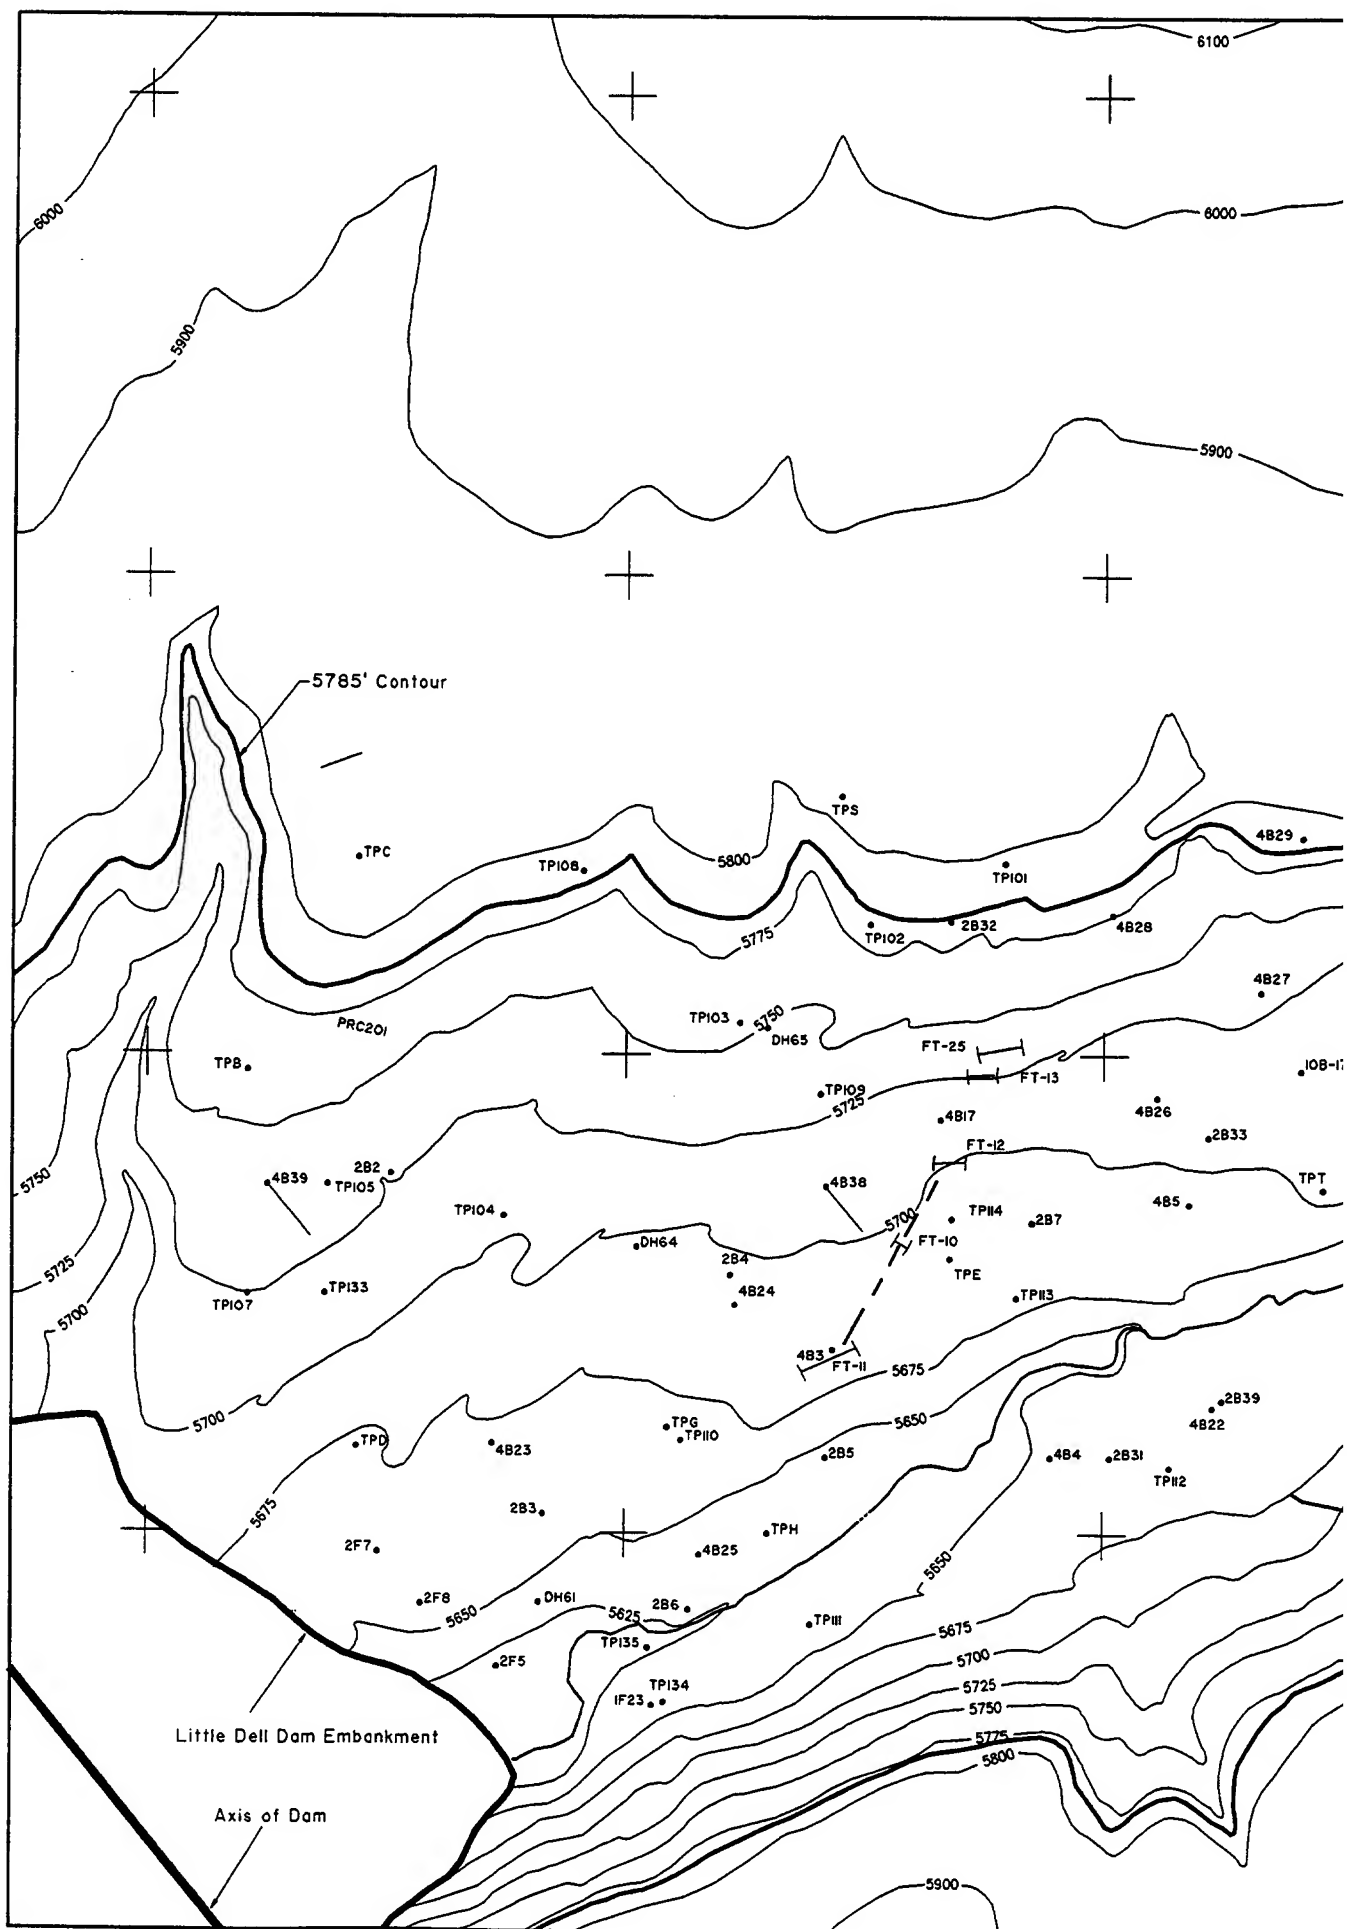 6100
6000
6000
5900
5900
5785' Contour
TPS
4B29
TPC
5800
TP108
TP101
4B28
2B32
TP102
5775
4B27
TP103
5750
PRC201
DH65
FT-25
TPB
10B-17
FT-13
TP109
5725
4B26
4B17
2B33
FT-12
2B2
5750
4B39
TP105
4B38
TPT
4B5
TP104
5700
TP114
2B7
DH64
FT-10
2B4
TPE
5725
4B24
TP133
TP107
TP113
5700
4B3
FT-11
5675
2B39
4B22
5700
5650
TPG
TP110
TPD
4B23
2B5
4B4
2B31
TP112
5675
2B3
TPH
2F7
4B25
5650
2F8
DH61
2B6
5650
5625
TP111
5675
TP135
5700
2F5
5725
TP134
1F23
5750
Little Dell Dam Embankment
5775
5800
Axis of Dam
5900